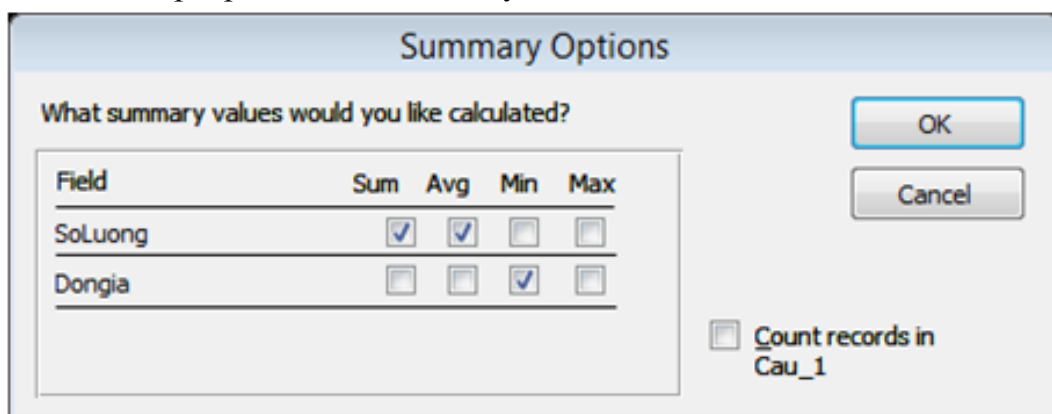 Summary Options
What summary values would you like calculated?
OK
Cancel
Field Sum Avg Min Max
SoLuong
Dongia
Count records in
Cau_1